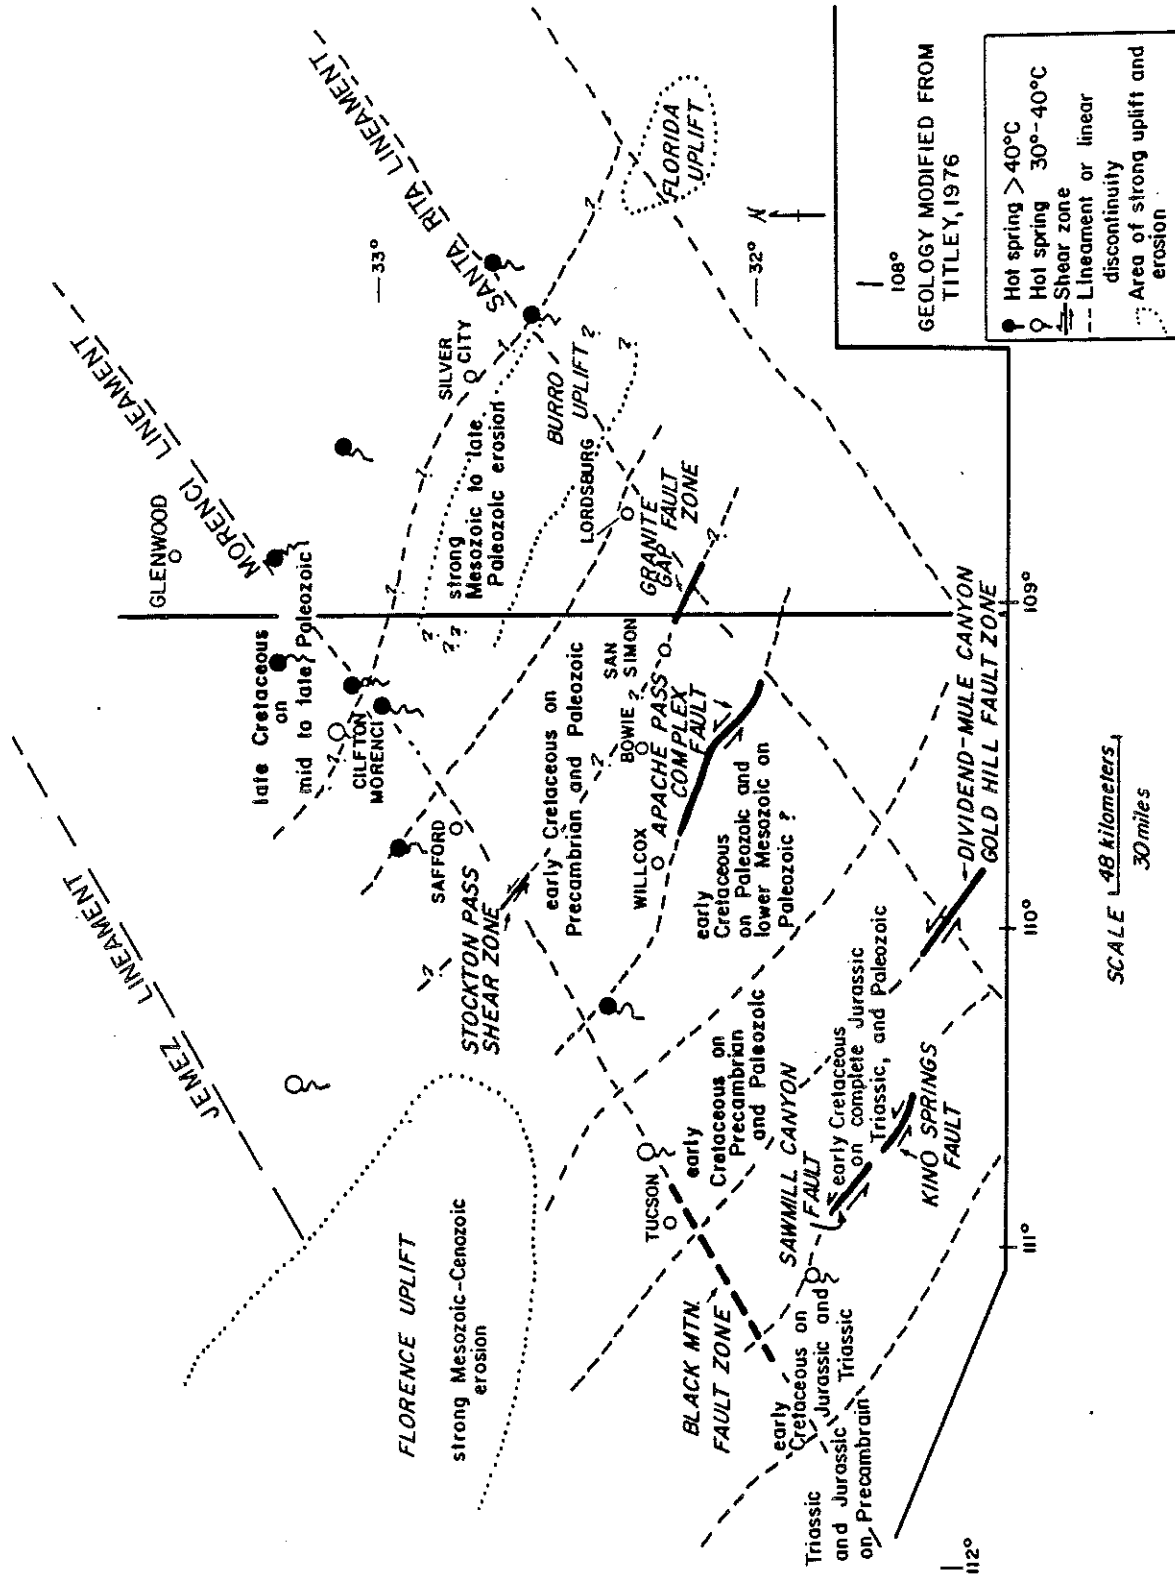 JEMEZ LINEAMENT
MORENCI LINEAMENT
SANTA RITA LINEAMENT
GLENWOOD
33°
late Cretaceous
on
mid to late Paleozoic
SILVER
CITY
CILFTON
MORENCI
strong
Mesozoic to late
Paleozoic erosion
BURRO
UPLIFT
FLORIDA
UPLIFT
FLORENCE UPLIFT
strong Mesozoic-Cenozoic
erosion
SAFFORD
STOCKTON PASS
SHEAR ZONE
early Cretaceous on
Precambrian and Paleozoic
LORDSBURG
SAN
SIMON
BOWIE
GRANITE
GAP FAULT
ZONE
WILLCOX
APACHE PASS
COMPLEX
FAULT
early
Cretaceous
on Paleozoic and
lower Mesozoic on
Paleozoic ?
32°
N
TUCSON
early
Cretaceous on
Precambrian
and Paleozoic
BLACK MTN.
FAULT ZONE
SAWMILL CANYON
FAULT
early Cretaceous
on complete Jurassic
Triassic, and Paleozoic
KINO SPRINGS
FAULT
DIVIDEND-MULE CANYON
GOLD HILL FAULT ZONE
early
Cretaceous on
Jurassic and
Triassic
Triassic
and Jurassic
on Precambrain
112°
111°
110°
109°
108°
GEOLOGY MODIFIED FROM
TITLEY, 1976
Hot spring >40°C
Hot spring 30°-40°C
Shear zone
Lineament or linear
discontinuity
Area of strong uplift and
erosion
SCALE 48 kilometers
30 miles